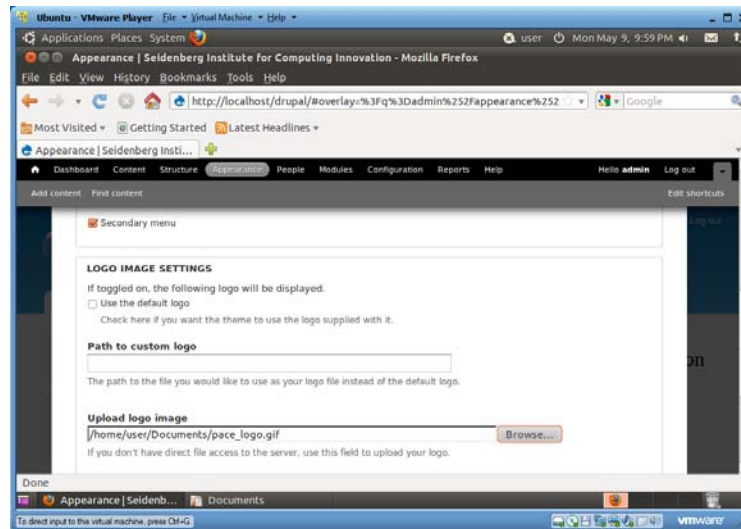 Ubuntu - VMware Player File Virtual Machine Help
Applications Places System user Mon May 9, 9:59 PM
Appearance | Seidenberg Institute for Computing Innovation - Mozilla Firefox
File Edit View History Bookmarks Tools Help
http://localhost/drupal/#overlay=%3Fq%3Dadmin%252Fappearance%252 Google
Most Visited Getting Started Latest Headlines
Appearance | Seidenberg Insti...
Dashboard Content Structure Appearance People Modules Configuration Reports Help Hello admin Log out
Add content Find content Edit shortcuts
Secondary menu Log out
LOGO IMAGE SETTINGS
If toggled on, the following logo will be displayed.
Use the default logo
Check here if you want the theme to use the logo supplied with it.
Path to custom logo
on
The path to the file you would like to use as your logo file instead of the default logo.
Upload logo image
/home/user/Documents/pace_logo.gif Browse...
If you don't have direct file access to the server, use this field to upload your logo.
Done
Appearance | Seidenb... Documents
To direct input to this virtual machine, press Ctrl+G. vmware